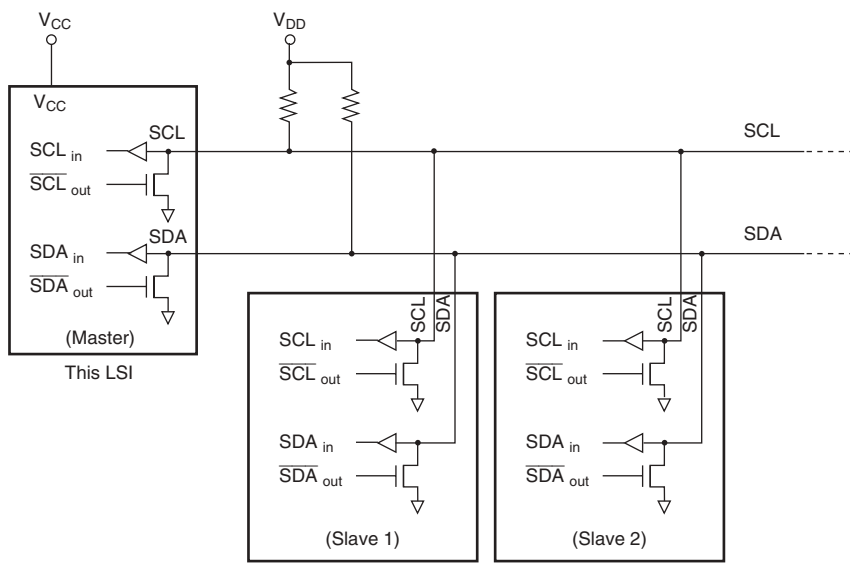 VCC
VDD
VCC
SCL
SCL
SCL in
SCL out
SDA
SDA
SDA in
SDA out
(Master)
This LSI
SCL
SDA
SCL
SDA
SCL in
SCL out
SDA in
SDA out
(Slave 1)
SCL in
SCL out
SDA in
SDA out
(Slave 2)